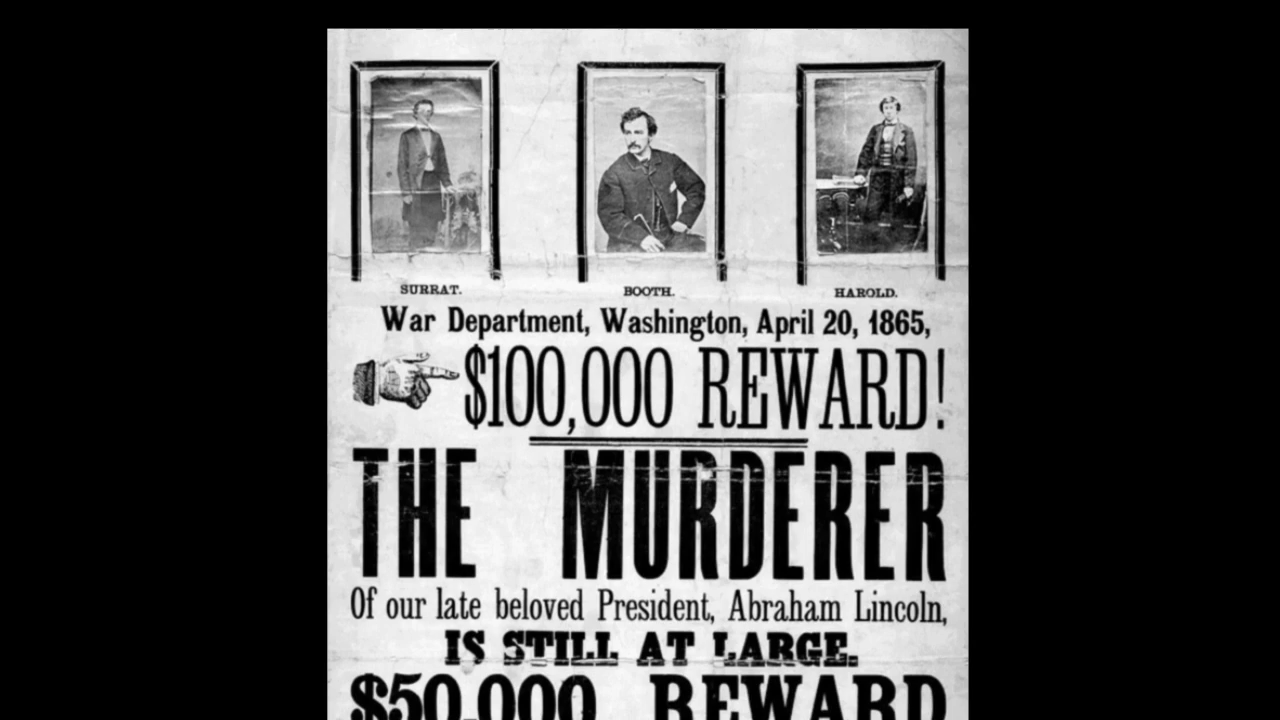 SURRAT. BOOTH. HAROLD.
War Department, Washington, April 20, 1865,
$100,000 REWARD!
THE MURDERER
Of our late beloved President, Abraham Lincoln,
IS STILL AT LARGE.
$50,000 REWARD